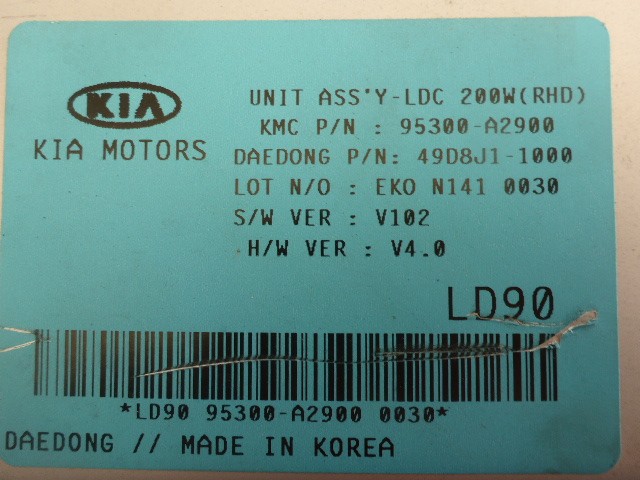 KIA
KIA MOTORS
UNIT ASS'Y-LDC 200W(RHD)
KMC P/N : 95300-A2900
DAEDONG P/N: 49D8J1-1000
LOT N/O : EKO N141 0030
S/W VER : V102
H/W VER : V4.0
LD90
*LD90 95300-A2900 0030*
DAEDONG // MADE IN KOREA